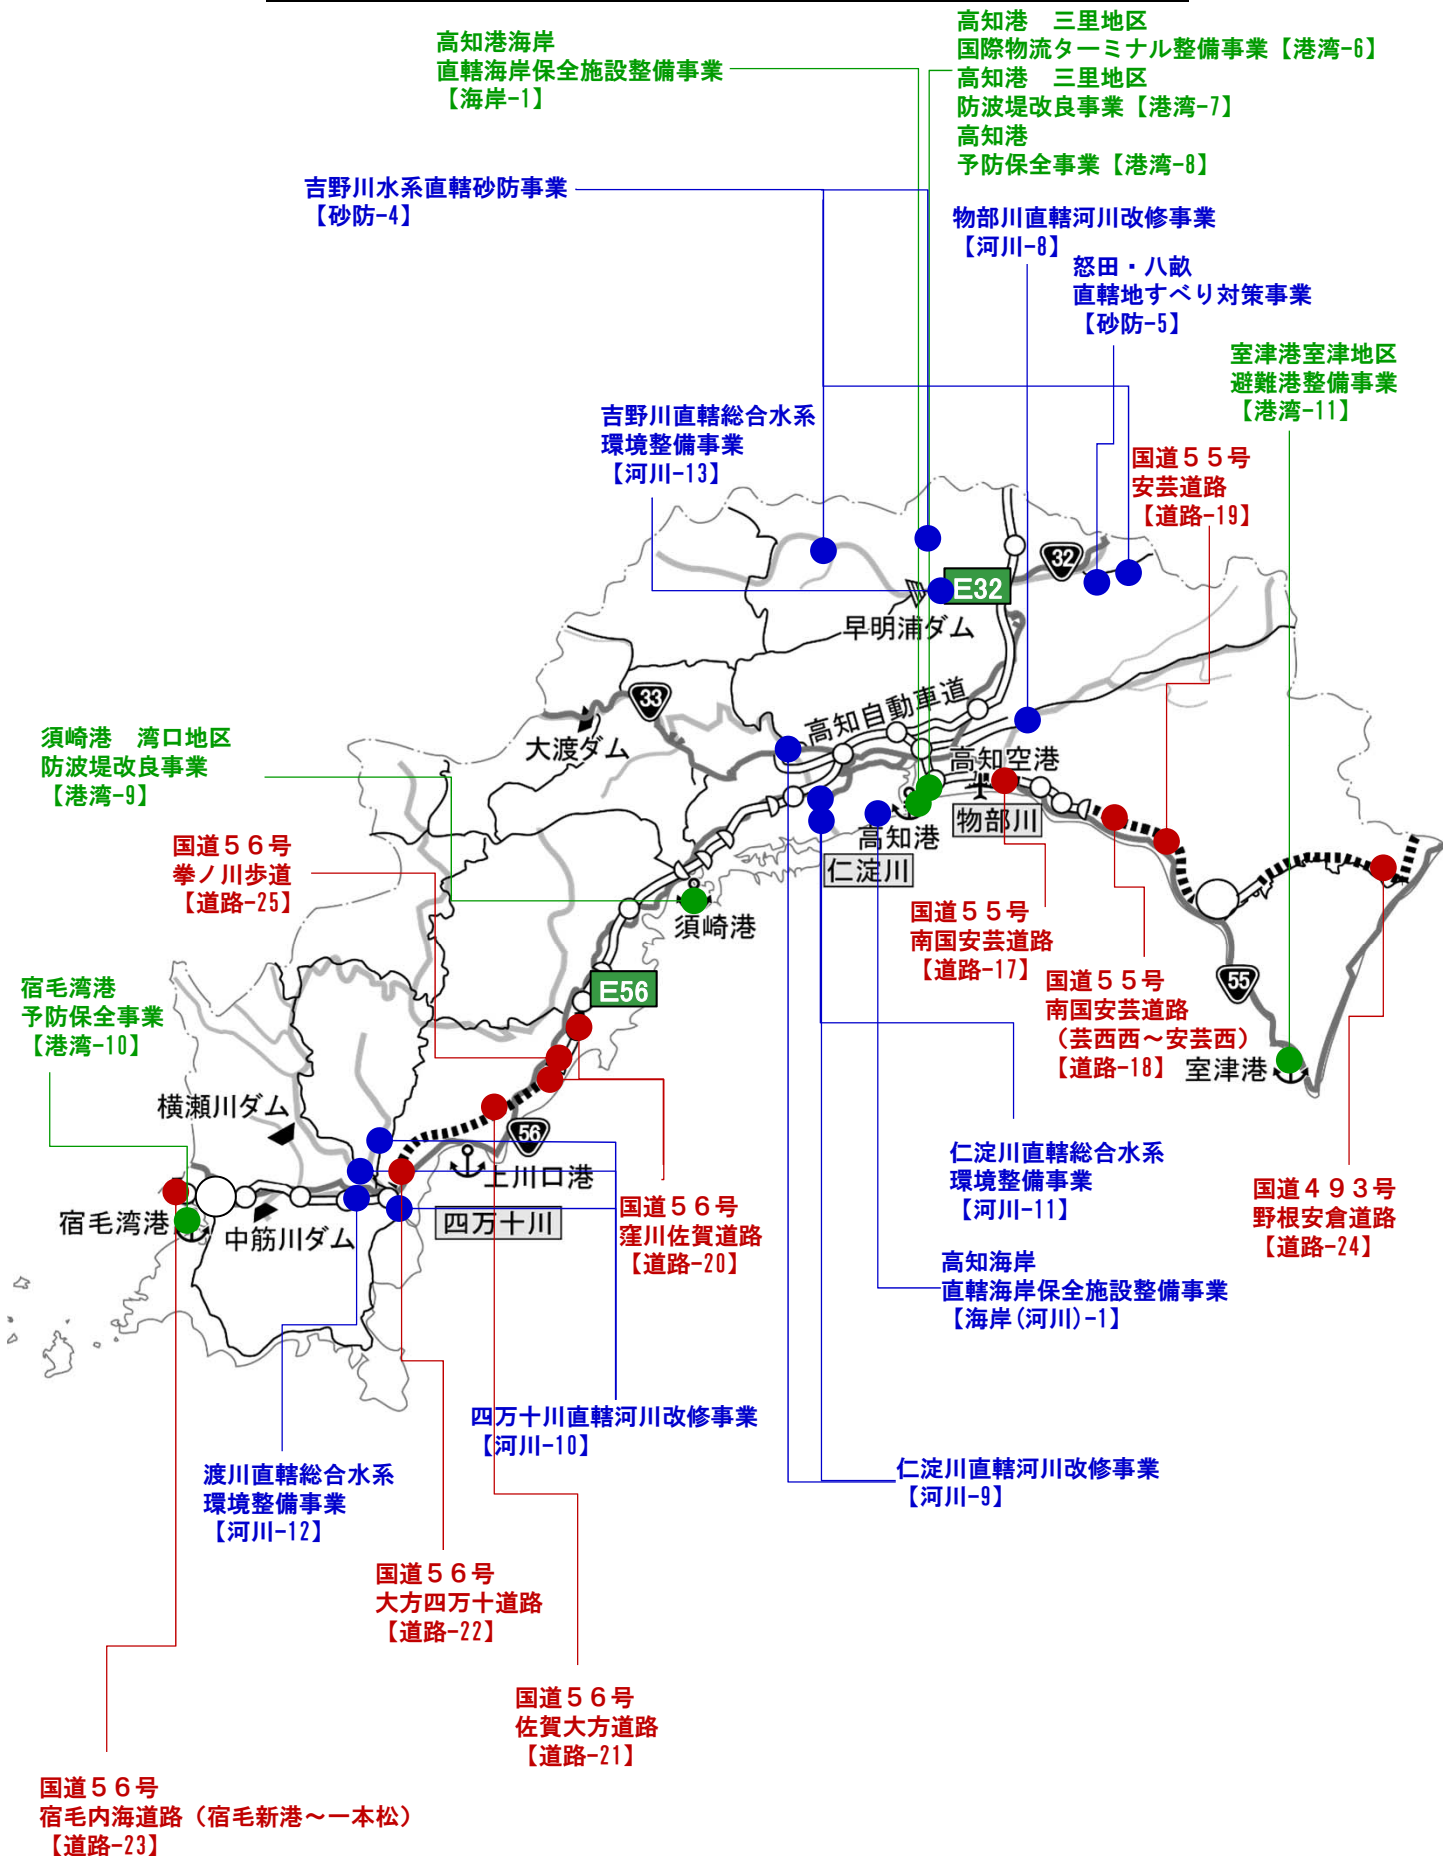 高知港海岸
直轄海岸保全施設整備事業
【海岸-1】
高知港　三里地区
国際物流ターミナル整備事業【港湾-6】
高知港　三里地区
防波堤改良事業【港湾-7】
高知港
予防保全事業【港湾-8】
吉野川水系直轄砂防事業
【砂防-4】
物部川直轄河川改修事業
【河川-8】
怒田・八畝
直轄地すべり対策事業
【砂防-5】
室津港室津地区
避難港整備事業
【港湾-11】
吉野川直轄総合水系
環境整備事業
【河川-13】
国道５５号
安芸道路
【道路-19】
32
E32
早明浦ダム
33
高知自動車道
大渡ダム
須崎港　湾口地区
防波堤改良事業
【港湾-9】
高知空港
物部川
高知港
仁淀川
国道５６号
拳ノ川歩道
【道路-25】
須崎港
国道５５号
南国安芸道路
【道路-17】
国道５５号
南国安芸道路
（芸西西～安芸西）
【道路-18】
55
室津港
E56
宿毛湾港
予防保全事業
【港湾-10】
横瀬川ダム
56
上川口港
宿毛湾港
中筋川ダム
四万十川
国道５６号
窪川佐賀道路
【道路-20】
仁淀川直轄総合水系
環境整備事業
【河川-11】
国道４９３号
野根安倉道路
【道路-24】
高知海岸
直轄海岸保全施設整備事業
【海岸(河川)-1】
四万十川直轄河川改修事業
【河川-10】
渡川直轄総合水系
環境整備事業
【河川-12】
仁淀川直轄河川改修事業
【河川-9】
国道５６号
大方四万十道路
【道路-22】
国道５６号
佐賀大方道路
【道路-21】
国道５６号
宿毛内海道路（宿毛新港～一本松）
【道路-23】